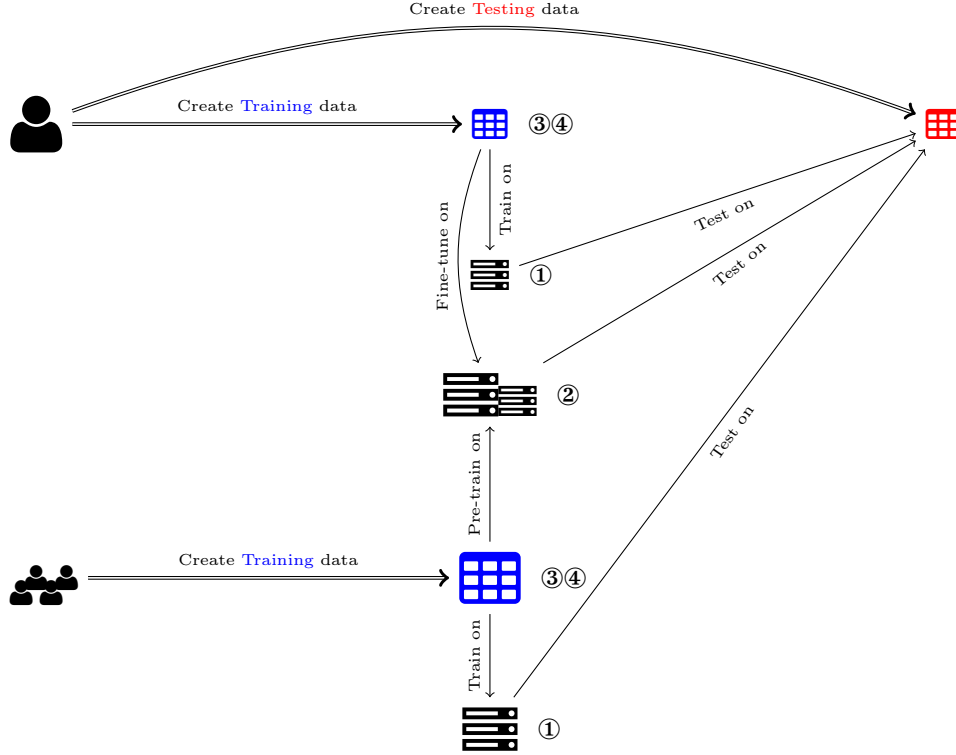 Create Testing data
Create Training data
③④
Train on
Fine-tune on
①
Test on
Test on
②
Test on
Pre-train on
Create Training data
③④
Train on
①